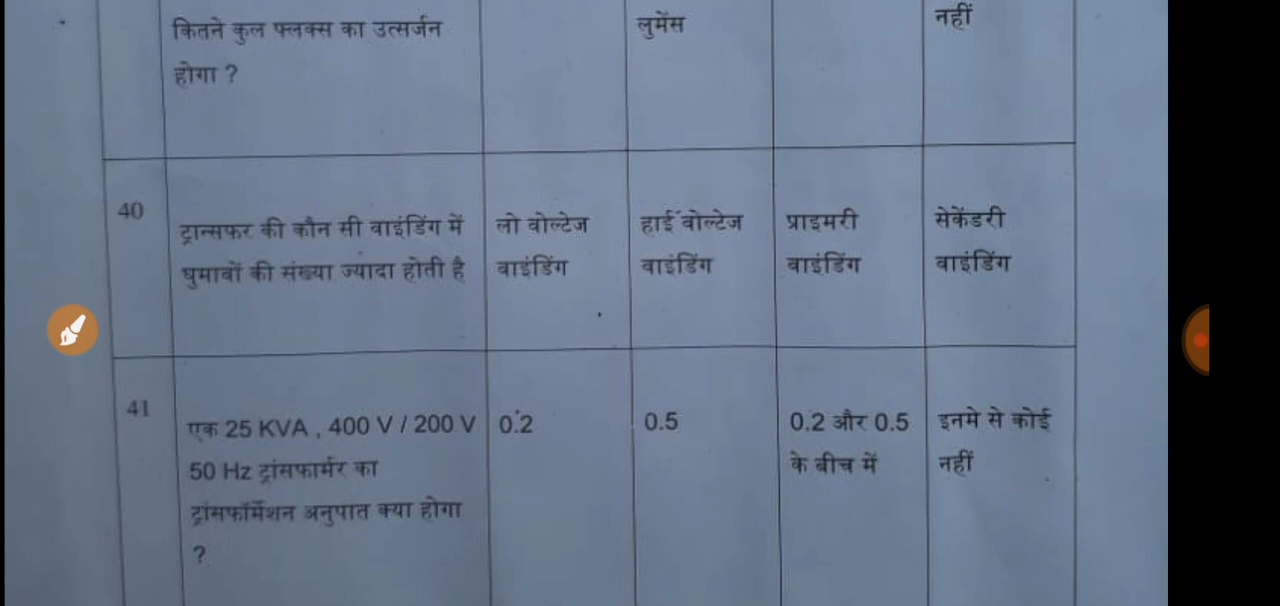 कितने कुल फ्लक्स का उत्सर्जन
होगा ?
लुमेंस
नहीं
40
ट्रान्सफर की कौन सी वाइंडिंग में
घुमावों की संख्या ज्यादा होती है
लो वोल्टेज
वाइंडिंग
हाई वोल्टेज
वाइंडिंग
प्राइमरी
वाइंडिंग
सेकेंडरी
वाइंडिंग
41
एक 25 KVA , 400 V / 200 V
50 Hz ट्रांसफार्मर का
ट्रांसफॉर्मेशन अनुपात क्या होगा
?
0.2
0.5
0.2 और 0.5
के बीच में
इनमे से कोई
नहीं